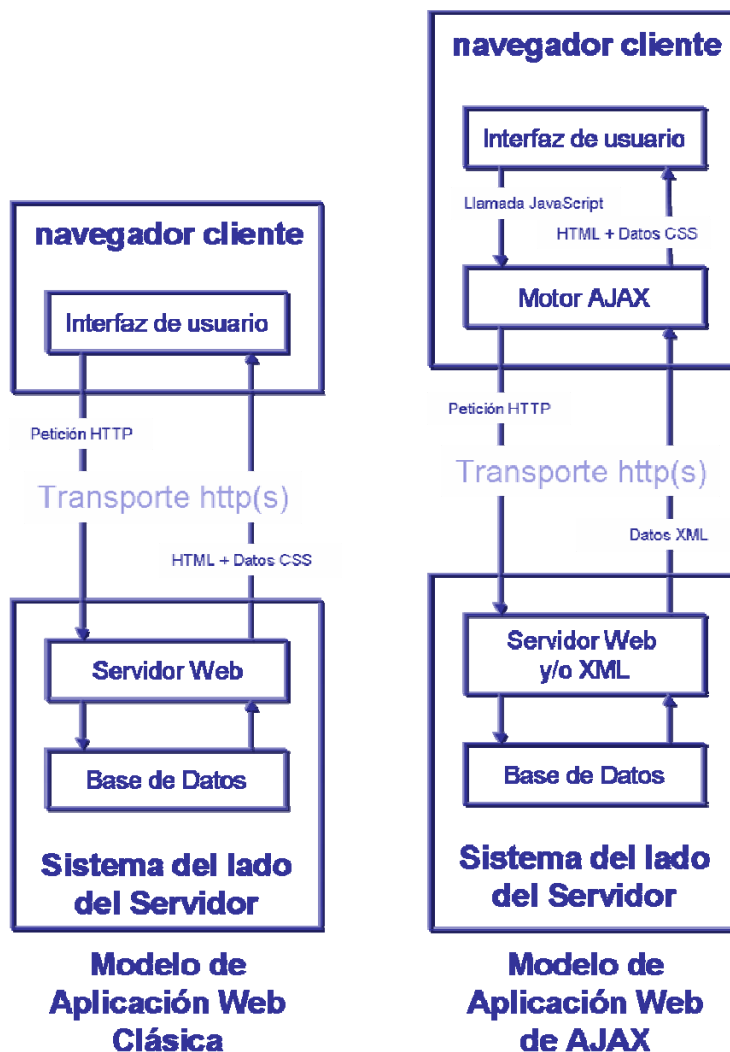 navegador cliente
Interfaz de usuario
Petición HTTP
Transporte http(s)
HTML + Datos CSS
Servidor Web
Base de Datos
Sistema del lado
del Servidor
Modelo de
Aplicación Web
Clásica
navegador cliente
Interfaz de usuario
Llamada JavaScript
HTML + Datos CSS
Motor AJAX
Petición HTTP
Transporte http(s)
Datos XML
Servidor Web
y/o XML
Base de Datos
Sistema del lado
del Servidor
Modelo de
Aplicación Web
de AJAX